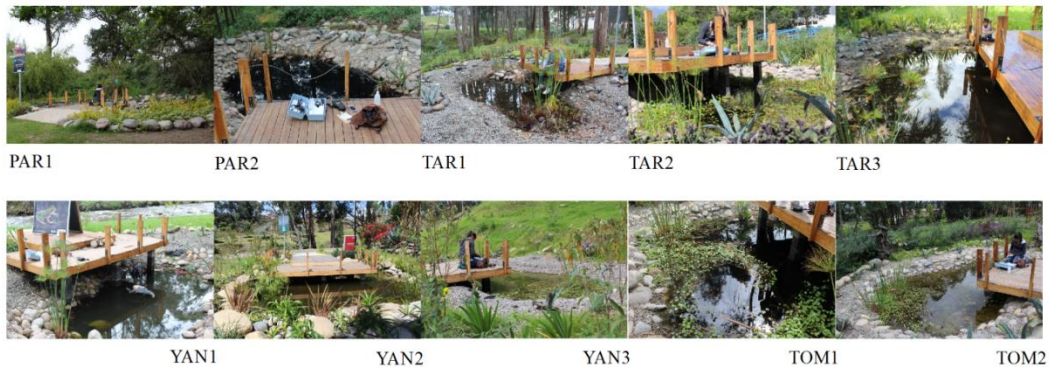 PAR1 PAR2 TAR1 TAR2 TAR3
YAN1 YAN2 YAN3 TOM1 TOM2